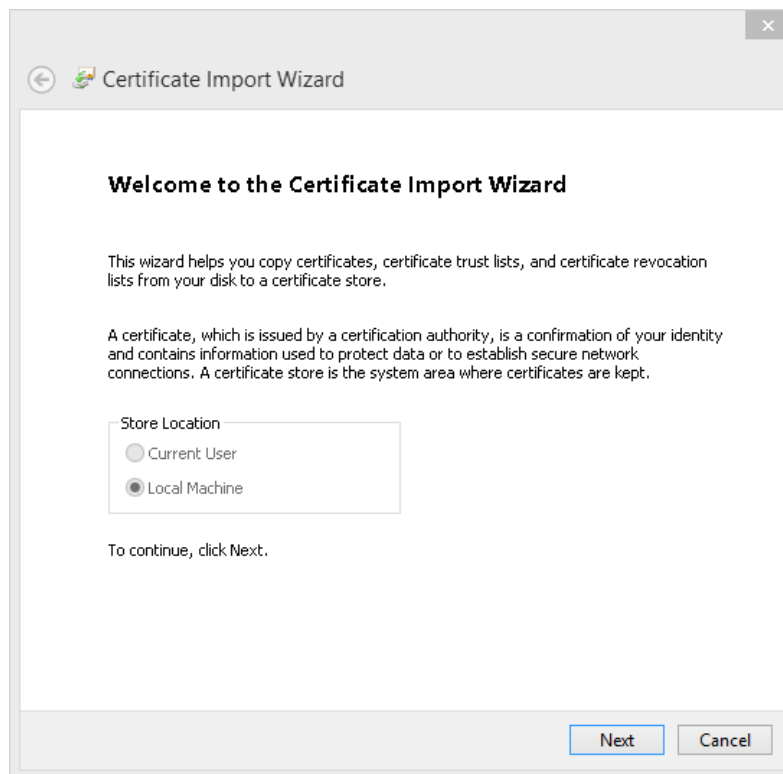 Certificate Import Wizard
Welcome to the Certificate Import Wizard
This wizard helps you copy certificates, certificate trust lists, and certificate revocation
lists from your disk to a certificate store.
A certificate, which is issued by a certification authority, is a confirmation of your identity
and contains information used to protect data or to establish secure network
connections. A certificate store is the system area where certificates are kept.
Store Location
Current User
Local Machine
To continue, click Next.
Next
Cancel